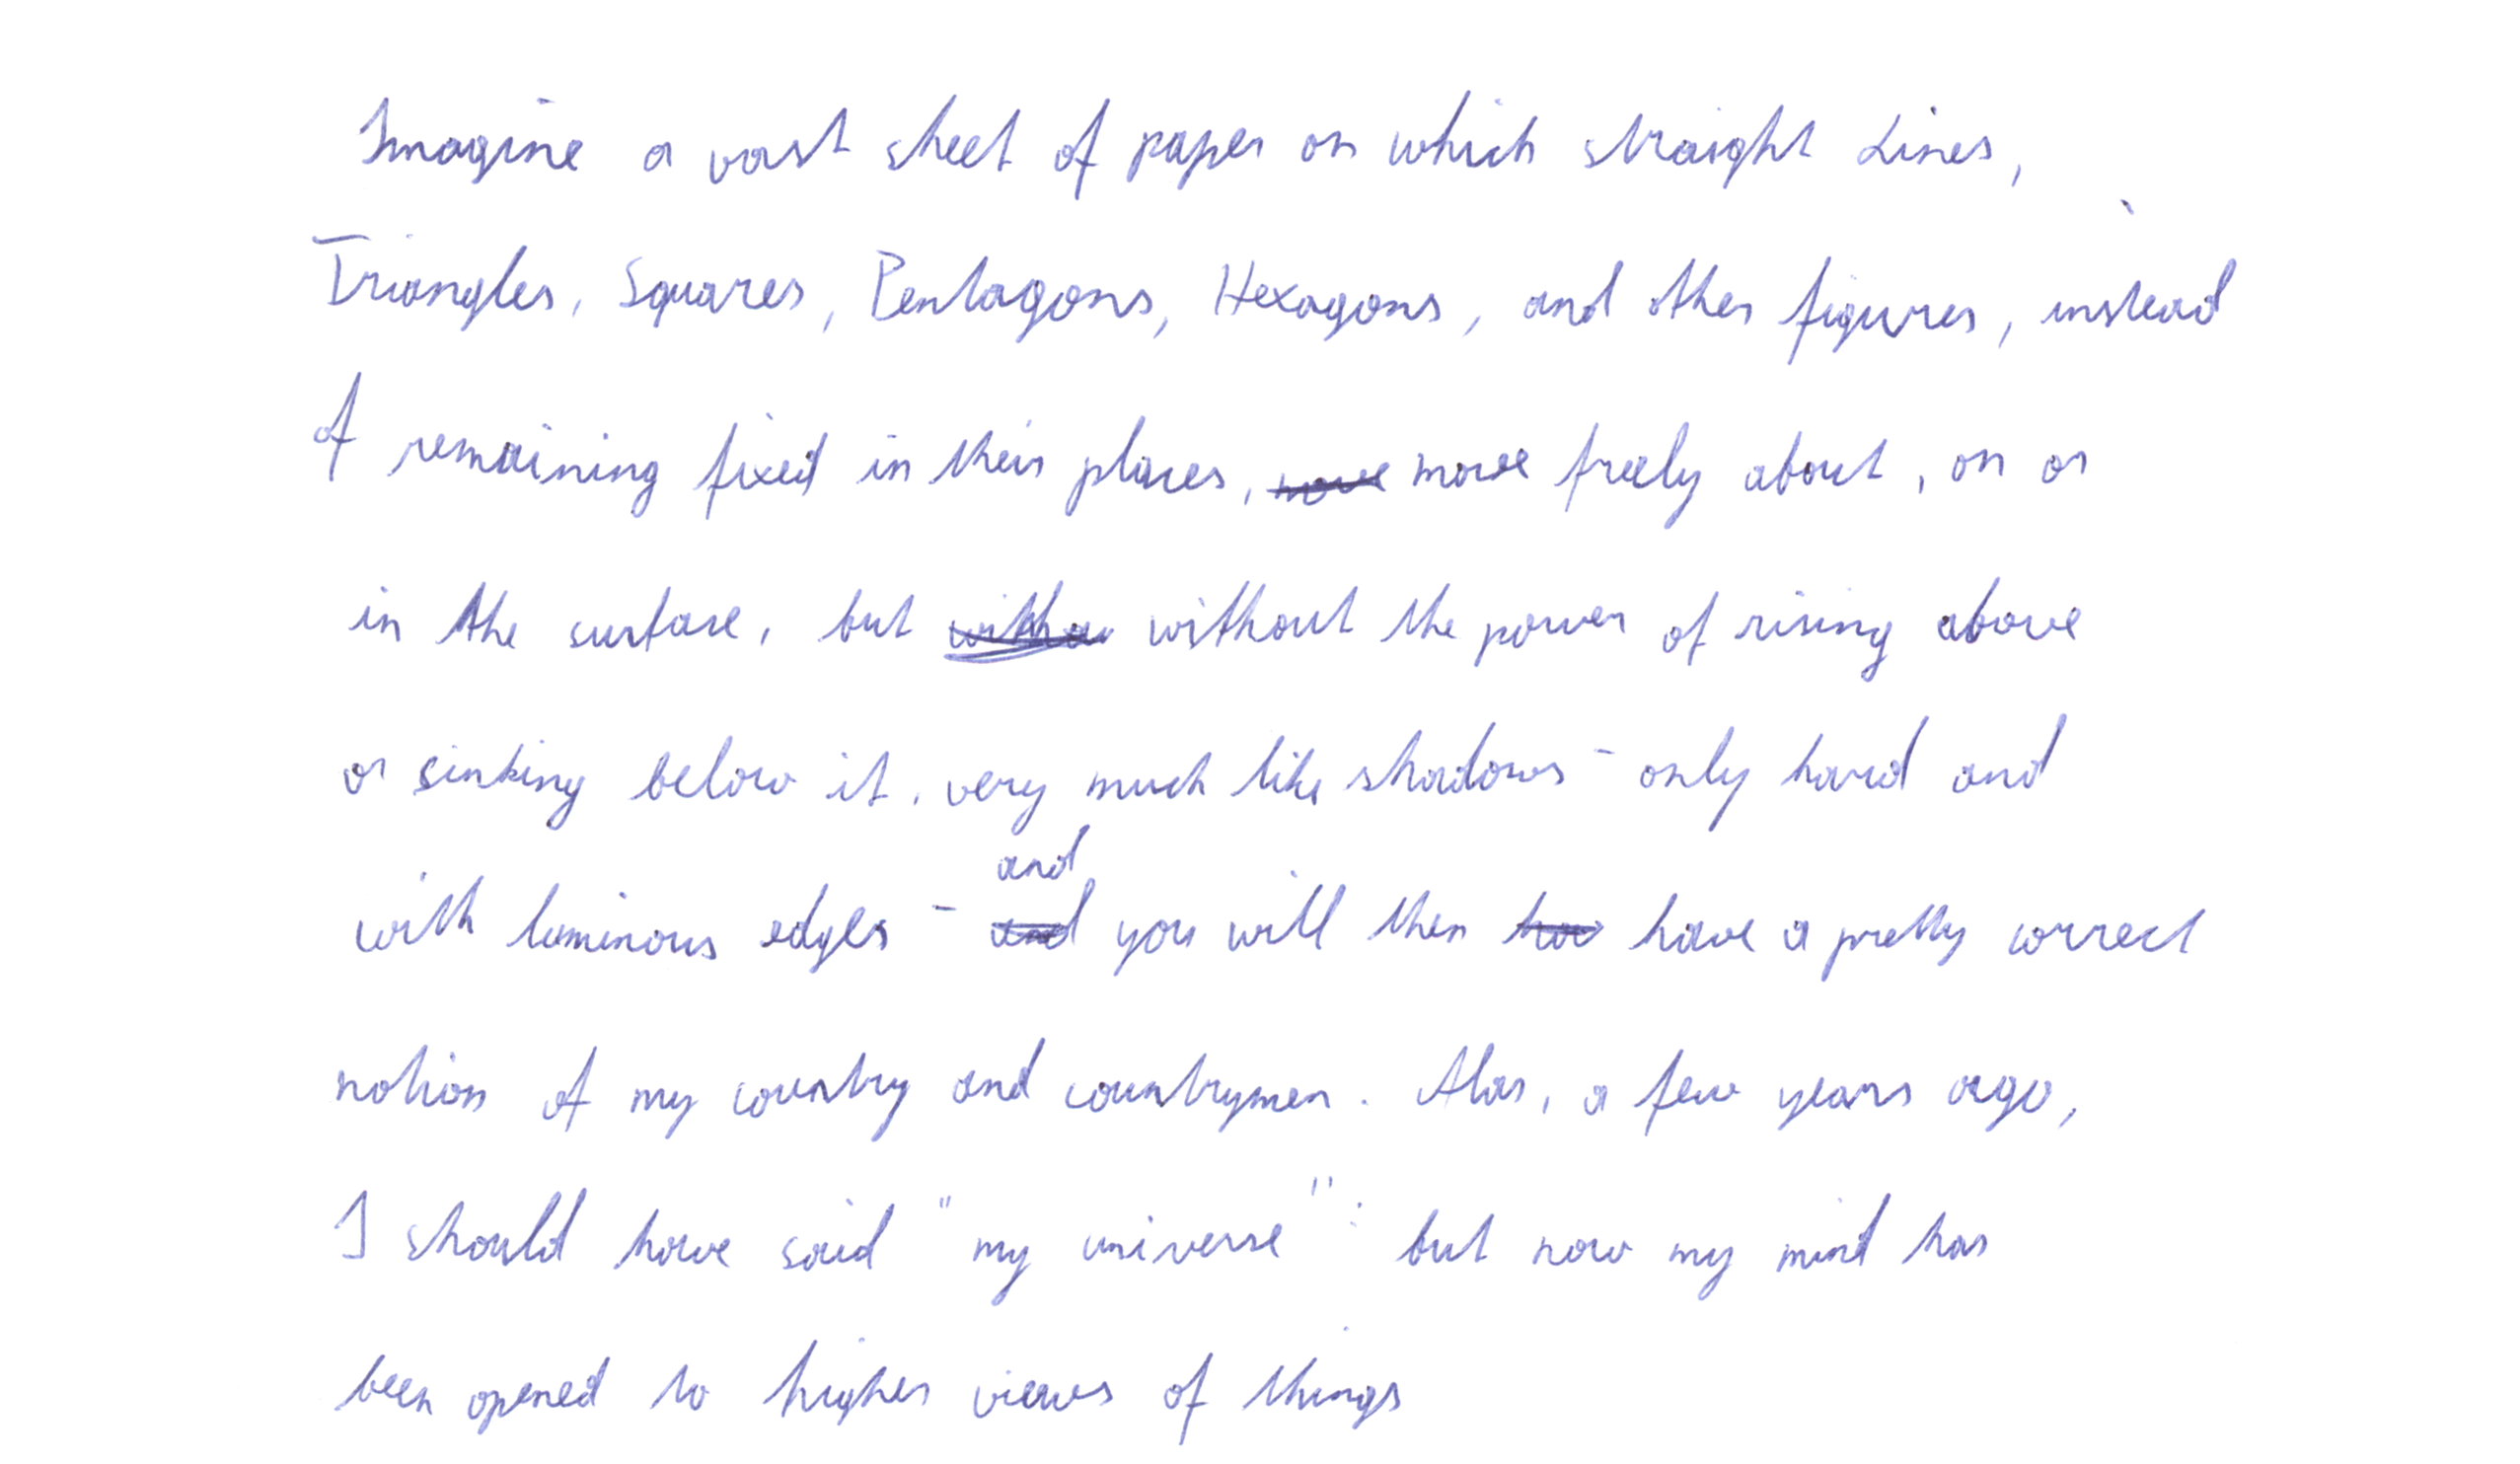 Imagine a vast sheet of paper on which straight Lines,
Triangles, Squares, Pentagons, Hexagons, and other figures, instead
of remaining fixed in their places, move move freely about, on or
in the surface, but withou without the power of rising above
or sinking below it, very much like shadows - only hard and
and
with luminous edges - and you will then hav have a pretty correct
notion of my country and countrymen. Alas, a few years ago,
I should have said "my universe": but now my mind has
been opened to higher views of things